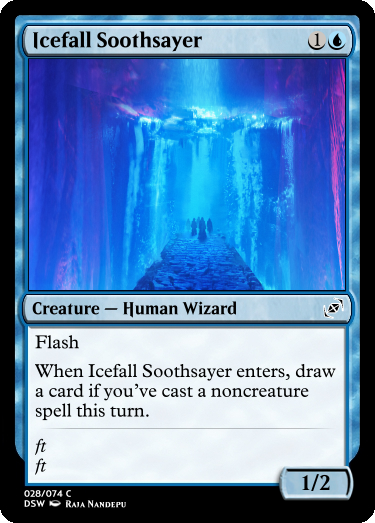 Icefall Soothsayer 1
Creature — Human Wizard
Flash
When Icefall Soothsayer enters, draw
a card if you've cast a noncreature
spell this turn.
ft
ft
1/2
028/074 C
DSW Raja Nandepu